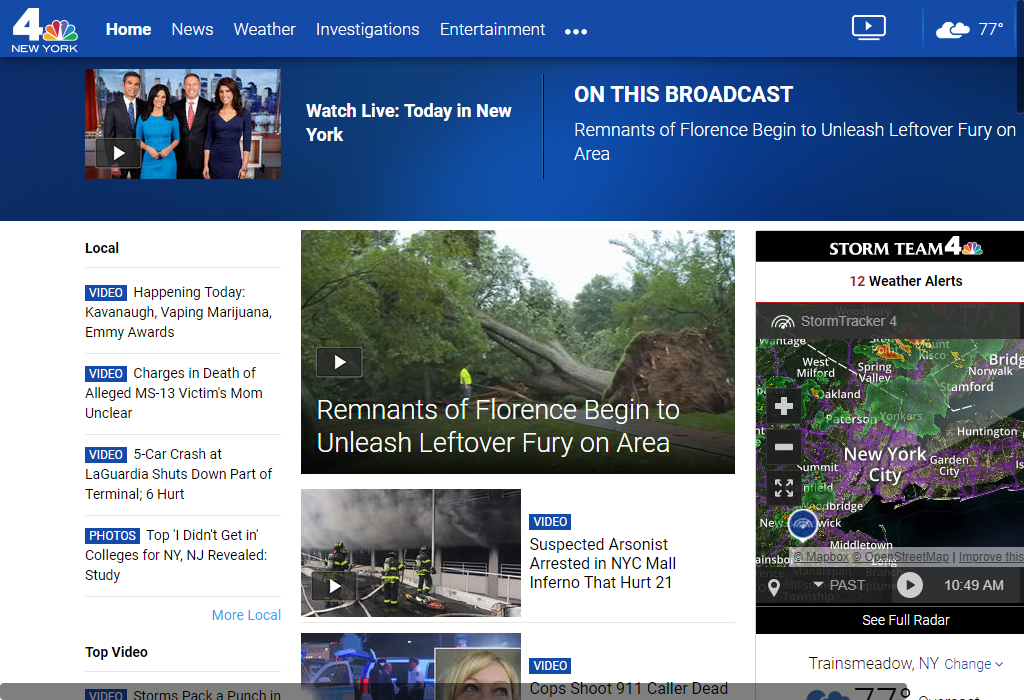 4
NEW YORK
Home News Weather Investigations Entertainment •••
77°
Watch Live: Today in New
York
ON THIS BROADCAST
Remnants of Florence Begin to Unleash Leftover Fury on
Area
Local
VIDEO Happening Today:
Kavanaugh, Vaping Marijuana,
Emmy Awards
VIDEO Charges in Death of
Alleged MS-13 Victim's Mom
Unclear
VIDEO 5-Car Crash at
LaGuardia Shuts Down Part of
Terminal; 6 Hurt
PHOTOS Top 'I Didn't Get in'
Colleges for NY, NJ Revealed:
Study
More Local
Top Video
VIDEO Storms Pack a Punch in
Remnants of Florence Begin to
Unleash Leftover Fury on Area
VIDEO
Suspected Arsonist
Arrested in NYC Mall
Inferno That Hurt 21
VIDEO
Cops Shoot 911 Caller Dead
STORM TEAM 4
12 Weather Alerts
StormTracker 4
Wantage
Mount
Kisco
West
Milford
Spring
Valley
Bridg
Norwalk
Stamford
Oakland
Paterson
Yonkers
Huntington
New York
City
Garden
City
Summit
Middletown
© Mapbox © OpenStreetMap | Improve this
PAST
10:49 AM
See Full Radar
Trainsmeadow, NY Change
77°
Overcast